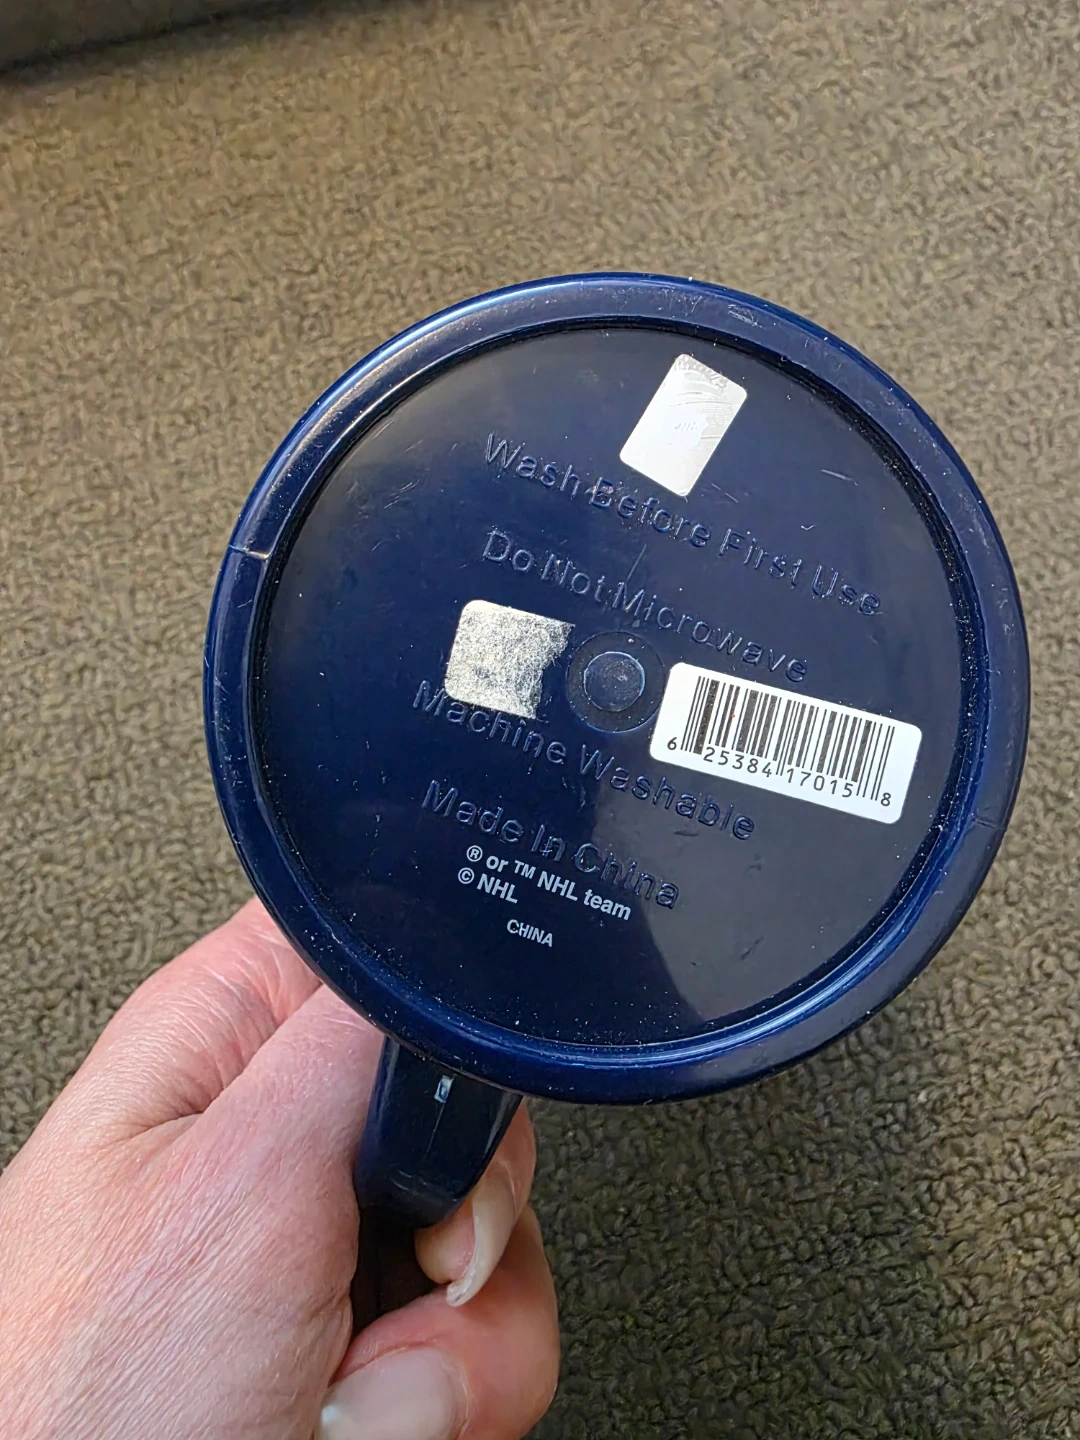 Wash Before First Use
Do Not Microwave
6 25384 17015 8
Machine Washable
Made In China
® or ™ NHL team
© NHL
CHINA